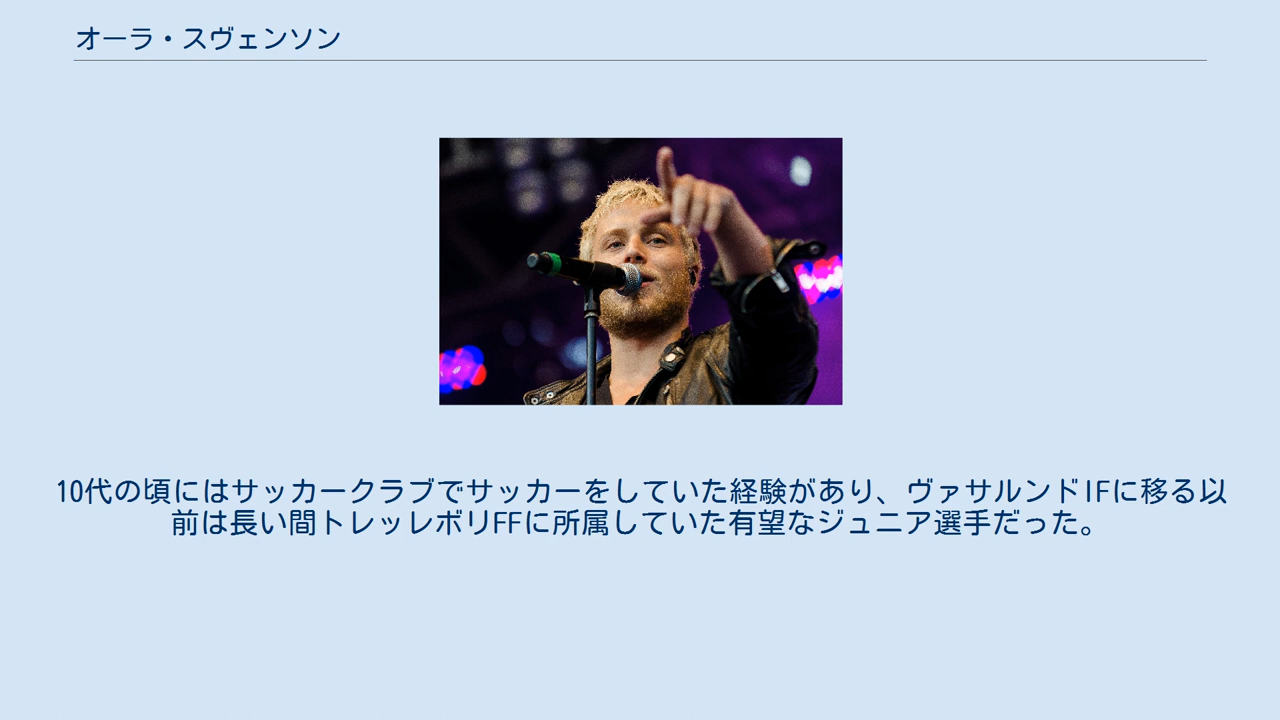 オーラ・スヴェンソン
10代の頃にはサッカークラブでサッカーをしていた経験があり、ヴァサルンドIFに移る以
前は長い間トレッレボリFFに所属していた有望なジュニア選手だった。